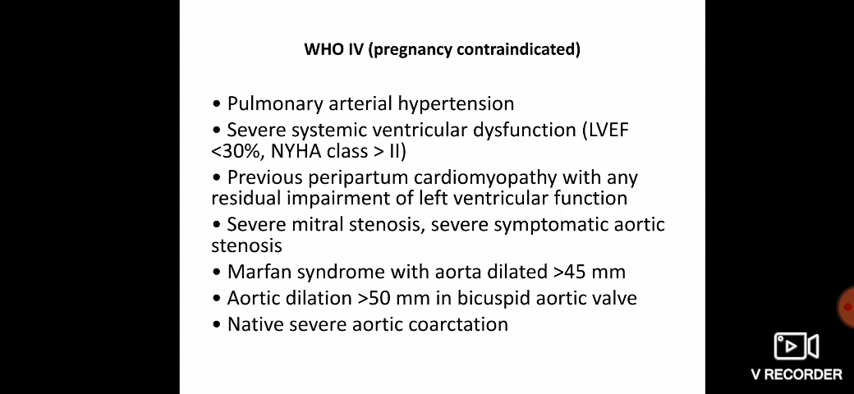 WHO IV (pregnancy contraindicated)
• Pulmonary arterial hypertension
• Severe systemic ventricular dysfunction (LVEF
<30%, NYHA class > II)
• Previous peripartum cardiomyopathy with any
residual impairment of left ventricular function
• Severe mitral stenosis, severe symptomatic aortic
stenosis
• Marfan syndrome with aorta dilated >45 mm
• Aortic dilation >50 mm in bicuspid aortic valve
• Native severe aortic coarctation
V RECORDER